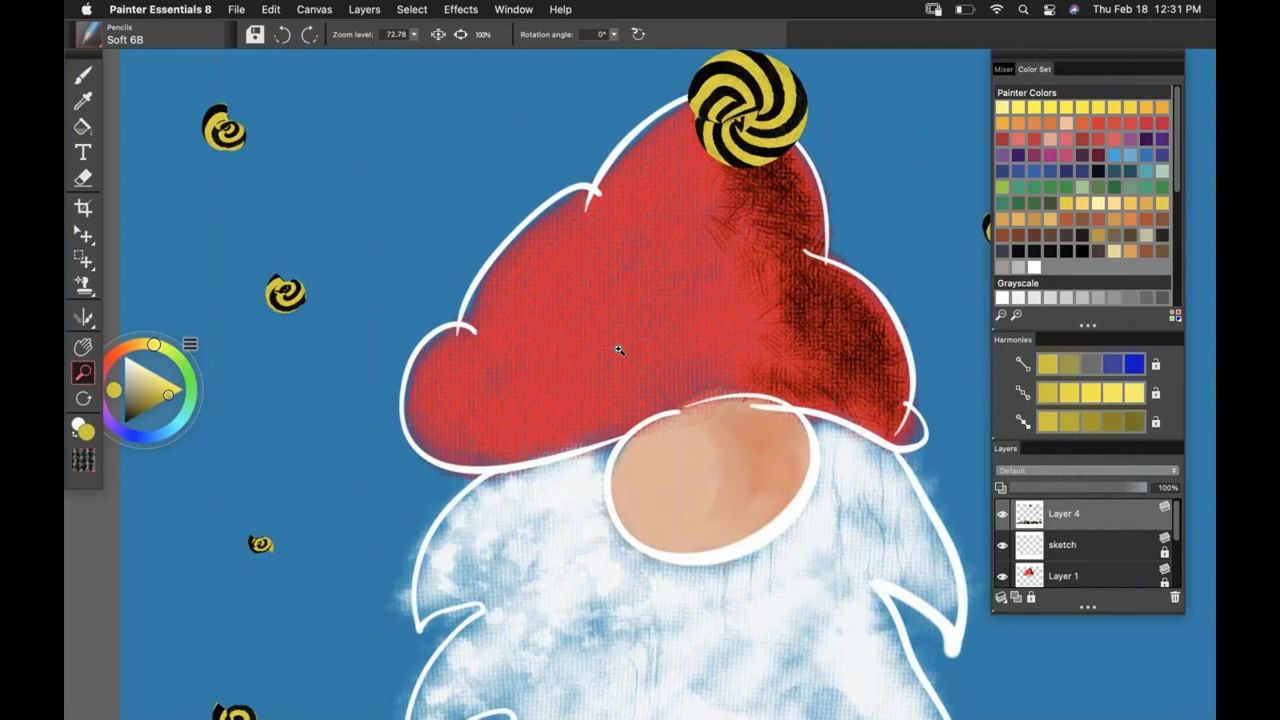 Painter Essentials 8 File Edit Canvas Layers Select Effects Window Help Thu Feb 18 12:31 PM
Pencils
Soft 6B
Zoom level: 72.78 100% Rotation angle: 0°
Mixer Color Set
Painter Colors
Grayscale
Harmonies
Layers
Default
100%
Layer 4
sketch
Layer 1